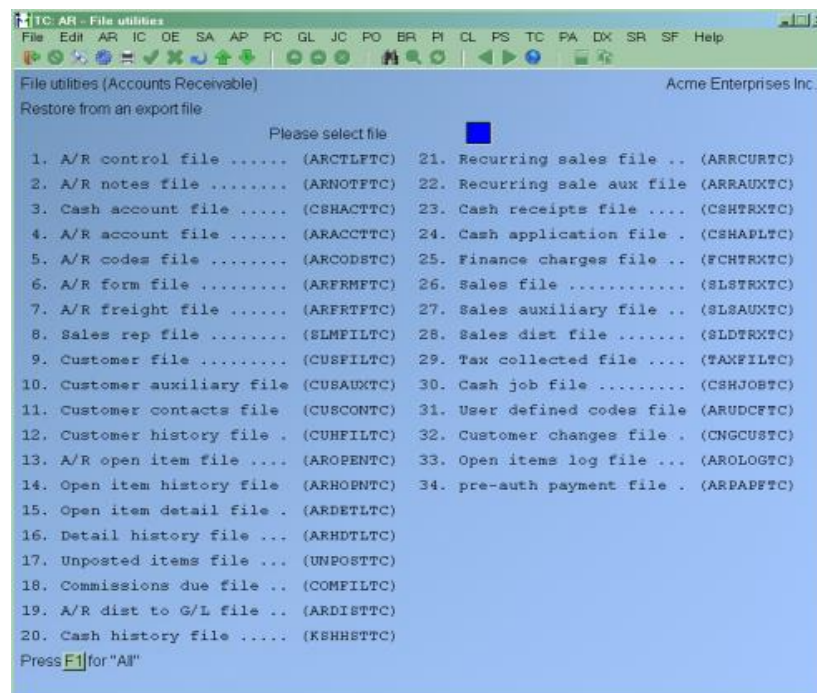 TC: AR - File utilities
File Edit AR IC OE SA AP PC GL JC PO BR PI CL PS TC PA DX SR SF Help
File utilities (Accounts Receivable) Acme Enterprises Inc.
Restore from an export file
Please select file
1. A/R control file ...... (ARCTLFTC) 21. Recurring sales file .. (ARRCURTC)
2. A/R notes file ........ (ARNOTFTC) 22. Recurring sale aux file (ARRAUXTC)
3. Cash account file ..... (CSHACTTC) 23. Cash receipts file .... (CSHTRXTC)
4. A/R account file ...... (ARACCTTC) 24. Cash application file . (CSHAPLTC)
5. A/R codes file ........ (ARCODSTC) 25. Finance charges file .. (FCHTRXTC)
6. A/R form file ......... (ARFRMFTC) 26. Sales file ............ (SLSTRXTC)
7. A/R freight file ...... (ARFRTFTC) 27. Sales auxiliary file .. (SLSAUXTC)
8. Sales rep file ........ (SLMFILTC) 28. Sales dist file ....... (SLDTRXTC)
9. Customer file ......... (CUSFILTC) 29. Tax collected file .... (TAXFILTC)
10. Customer auxiliary file (CUSAUXTC) 30. Cash job file ......... (CSHJOBTC)
11. Customer contacts file (CUSCONTC) 31. User defined codes file (ARUDCFTC)
12. Customer history file . (CUHFILTC) 32. Customer changes file . (CNGCUSTC)
13. A/R open item file .... (AROPENTC) 33. Open items log file ... (AROLOGTC)
14. Open item history file (ARHOPNTC) 34. pre-auth payment file . (ARPAPFTC)
15. Open item detail file . (ARDETLTC)
16. Detail history file ... (ARHDTLTC)
17. Unposted items file ... (UNPOSTTC)
18. Commissions due file .. (COMFILTC)
19. A/R dist to G/L file .. (ARDISTTC)
20. Cash history file ..... (KSHHSTTC)
Press F1 for "All"